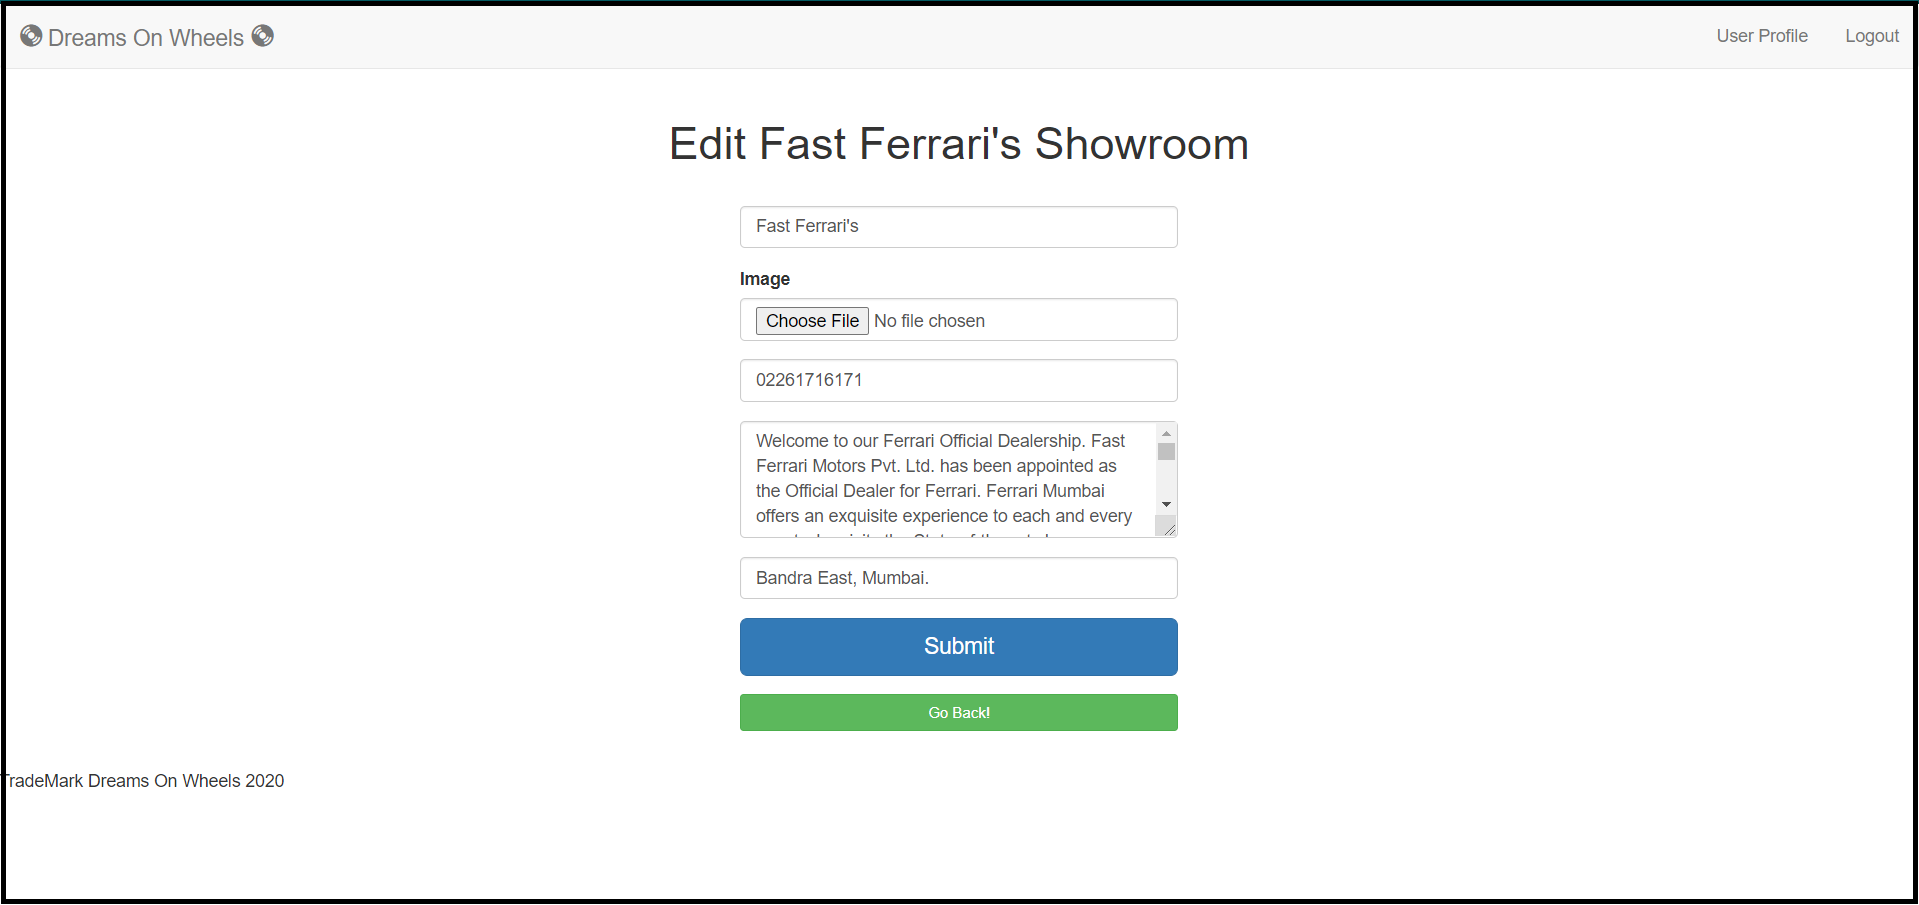 Dreams On Wheels
User Profile
Logout
Edit Fast Ferrari's Showroom
Fast Ferrari's
Image
Choose File No file chosen
02261716171
Welcome to our Ferrari Official Dealership. Fast
Ferrari Motors Pvt. Ltd. has been appointed as
the Official Dealer for Ferrari. Ferrari Mumbai
offers an exquisite experience to each and every
Bandra East, Mumbai.
Submit
Go Back!
TradeMark Dreams On Wheels 2020